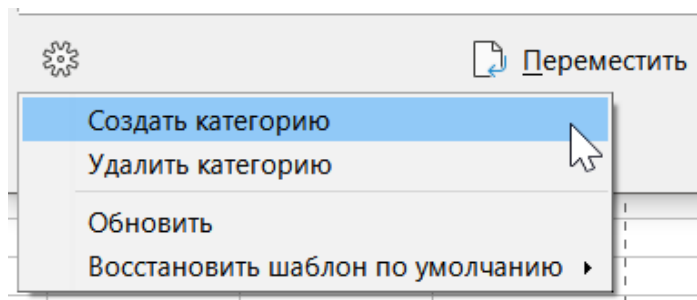 Переместить
Создать категорию
Удалить категорию
Обновить
Восстановить шаблон по умолчанию